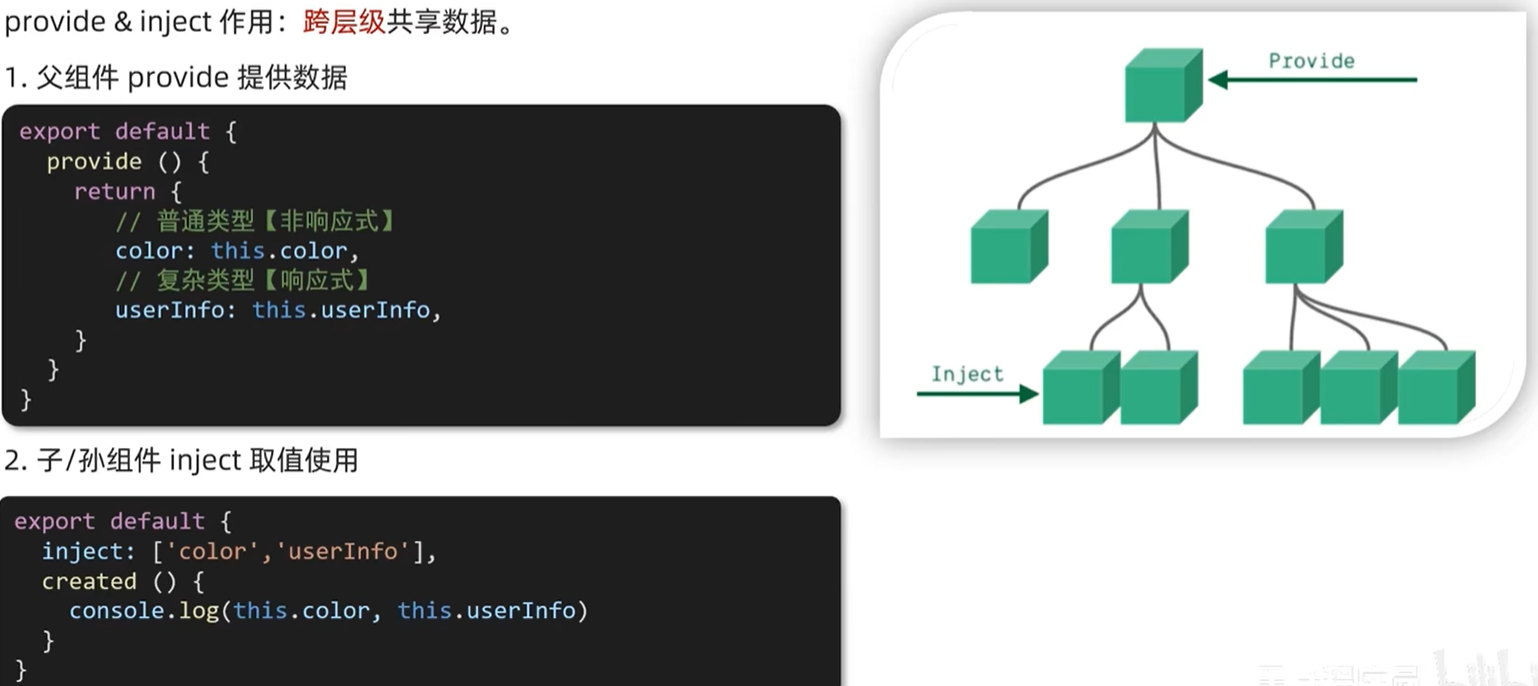 provide & inject 作用：跨层级共享数据。
1. 父组件 provide 提供数据
export default {
  provide () {
    return {
       // 普通类型【非响应式】
       color: this.color,
       // 复杂类型【响应式】
       userInfo: this.userInfo,
    }
  }
}
2. 子/孙组件 inject 取值使用
export default {
  inject: ['color','userInfo'],
  created () {
    console.log(this.color, this.userInfo)
  }
}
Provide
Inject